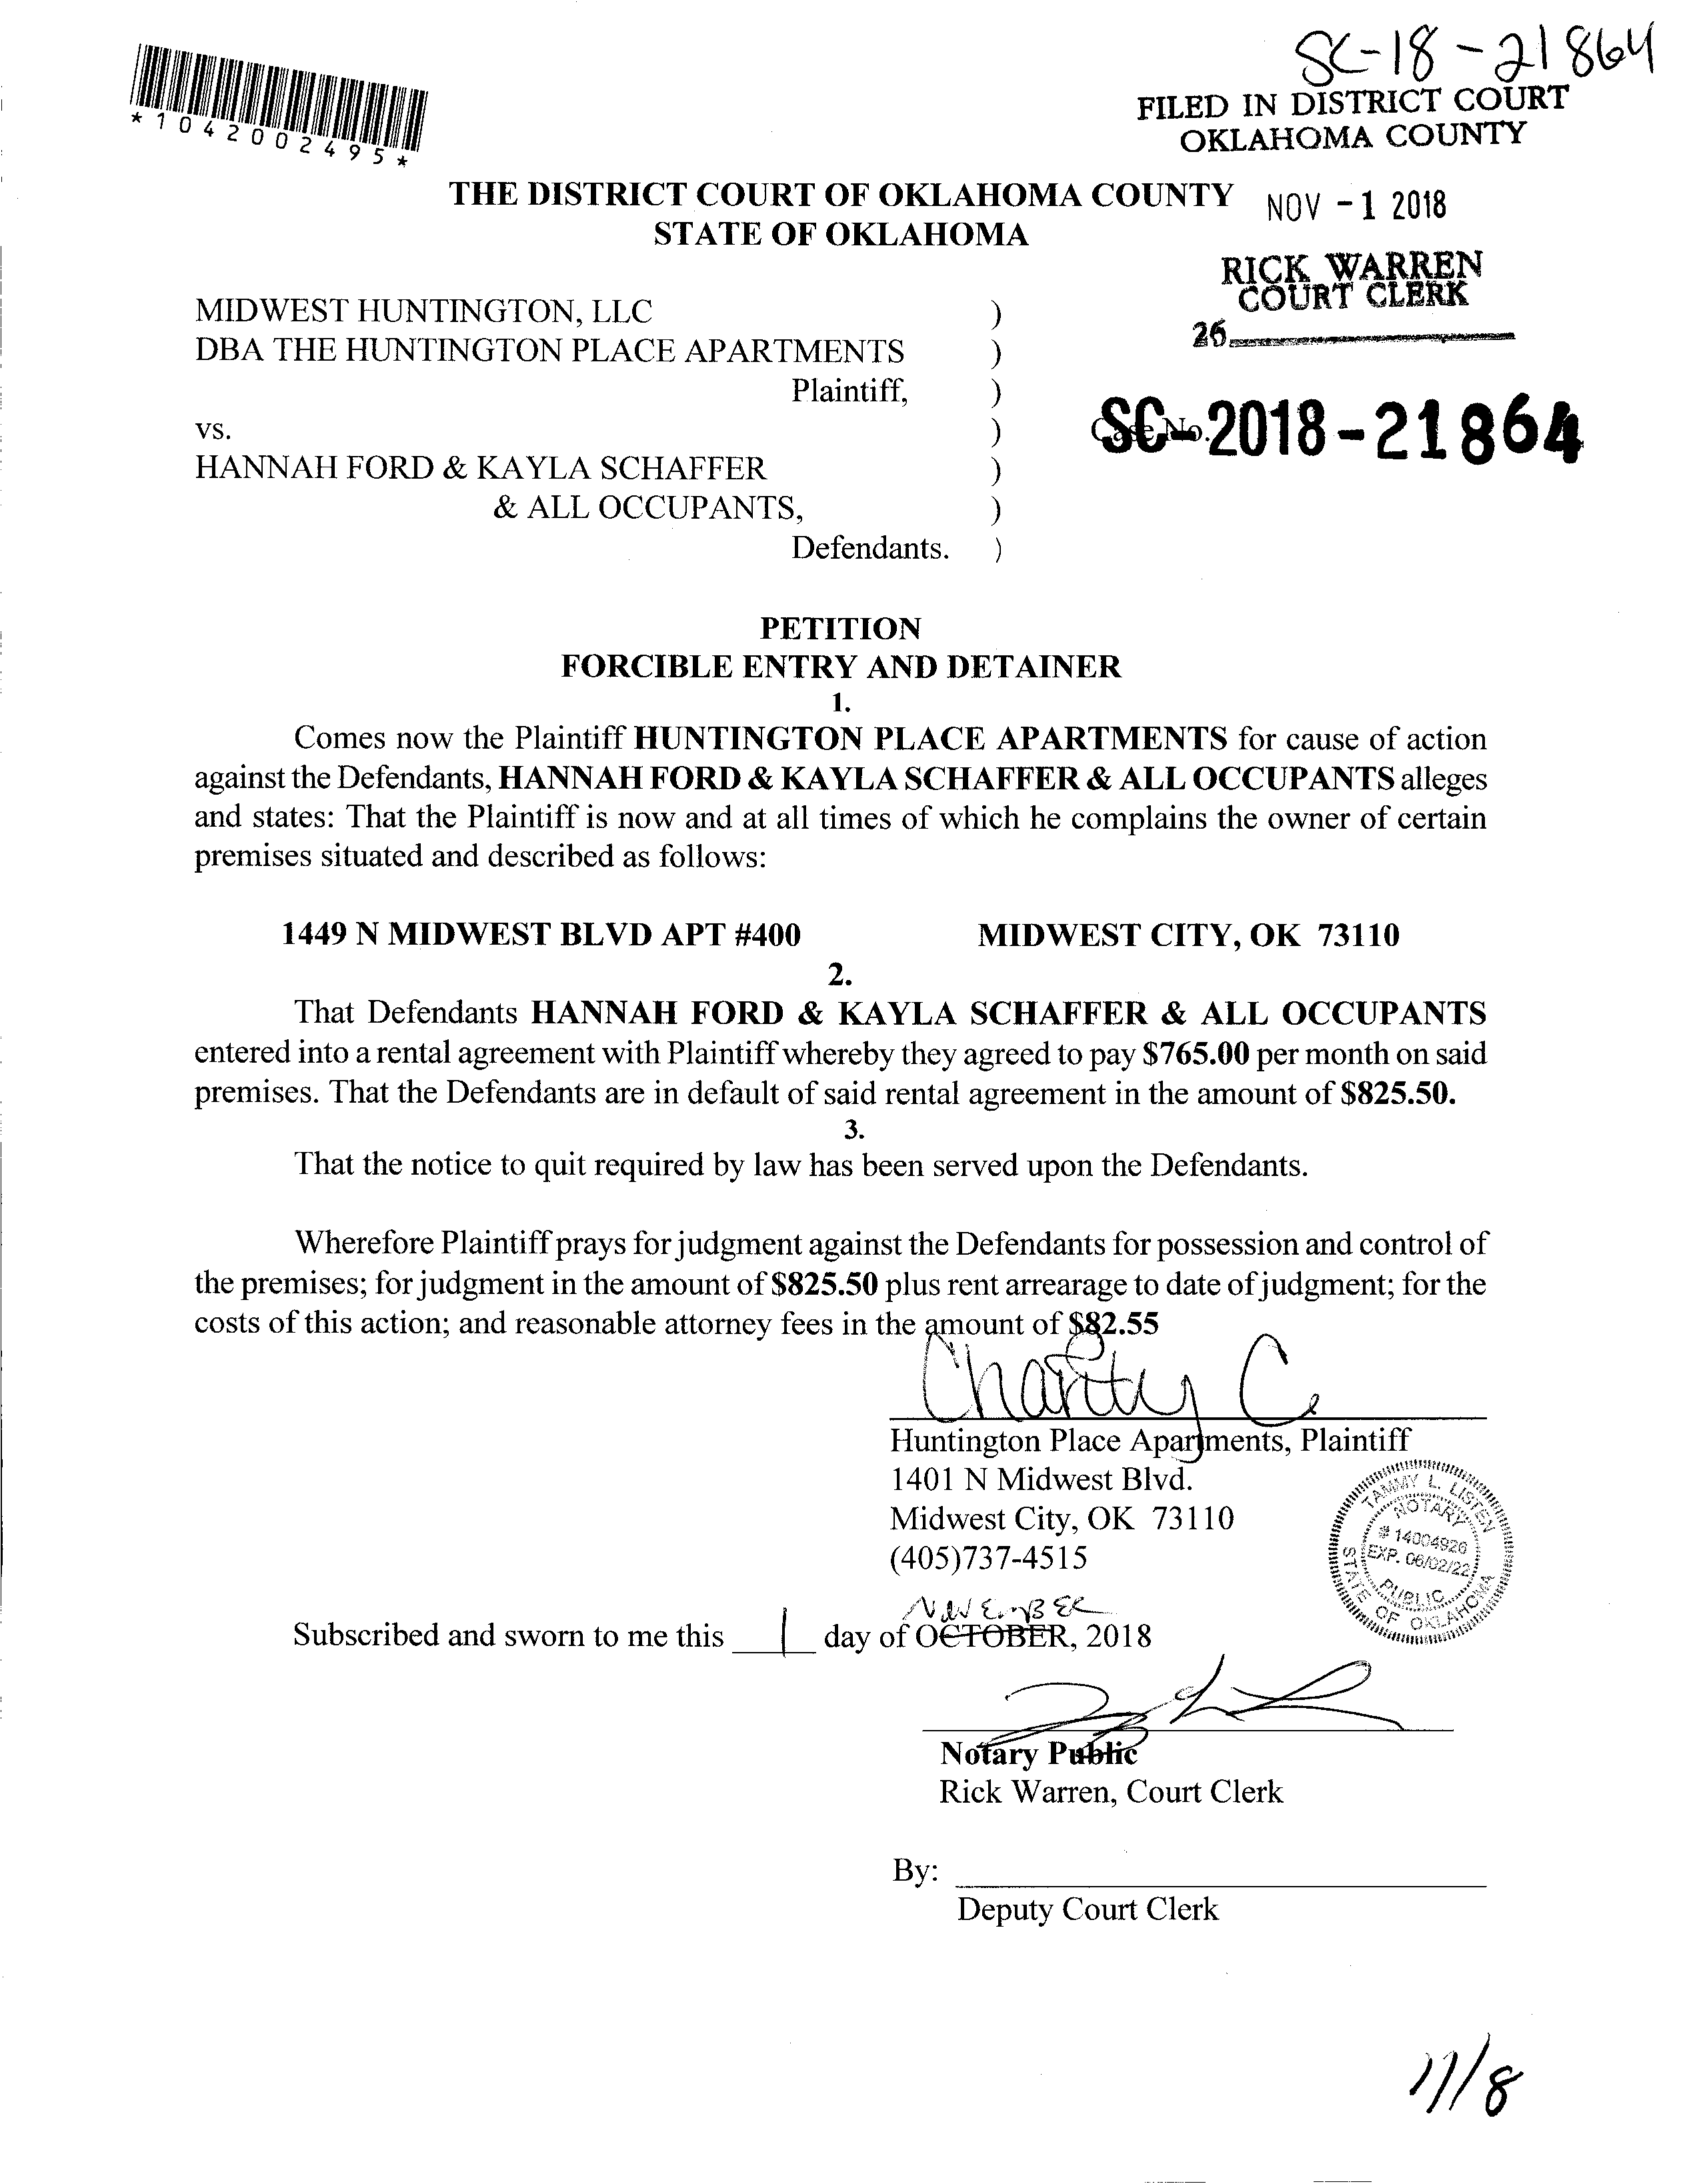 SC-18-21864
*1042002495*
FILED IN DISTRICT COURT
OKLAHOMA COUNTY
THE DISTRICT COURT OF OKLAHOMA COUNTY
STATE OF OKLAHOMA
NOV -1 2018
RICK WARREN
COURT CLERK
26
MIDWEST HUNTINGTON, LLC )
DBA THE HUNTINGTON PLACE APARTMENTS )
Plaintiff, )
vs. ) Case No. SC-2018-21864
HANNAH FORD & KAYLA SCHAFFER )
& ALL OCCUPANTS, )
Defendants. )
PETITION
FORCIBLE ENTRY AND DETAINER
1.
Comes now the Plaintiff HUNTINGTON PLACE APARTMENTS for cause of action
against the Defendants, HANNAH FORD & KAYLA SCHAFFER & ALL OCCUPANTS alleges
and states: That the Plaintiff is now and at all times of which he complains the owner of certain
premises situated and described as follows:
1449 N MIDWEST BLVD APT #400 MIDWEST CITY, OK 73110
2.
That Defendants HANNAH FORD & KAYLA SCHAFFER & ALL OCCUPANTS
entered into a rental agreement with Plaintiff whereby they agreed to pay $765.00 per month on said
premises. That the Defendants are in default of said rental agreement in the amount of $825.50.
3.
That the notice to quit required by law has been served upon the Defendants.
Wherefore Plaintiff prays for judgment against the Defendants for possession and control of
the premises; for judgment in the amount of $825.50 plus rent arrearage to date of judgment; for the
costs of this action; and reasonable attorney fees in the amount of $82.55
Charity C
Huntington Place Apartments, Plaintiff
1401 N Midwest Blvd.
Midwest City, OK 73110
(405)737-4515
TAMMY L. LISTEN
NOTARY
# 14004926
EXP. 06/02/22
PUBLIC
STATE OF OKLAHOMA
NOVEMBER
Subscribed and sworn to me this 1 day of OCTOBER, 2018
Notary Public
Rick Warren, Court Clerk
By:
Deputy Court Clerk
11/8